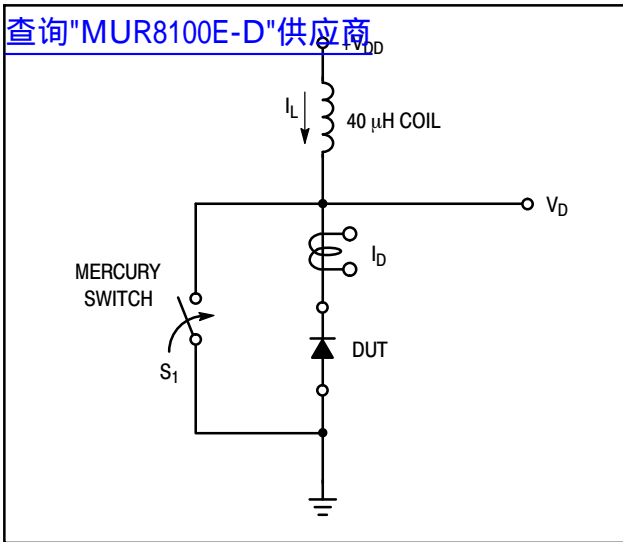 查询"MUR8100E-D"供应商
+VDD
IL
40 μH COIL
VD
ID
MERCURY
SWITCH
S1
DUT